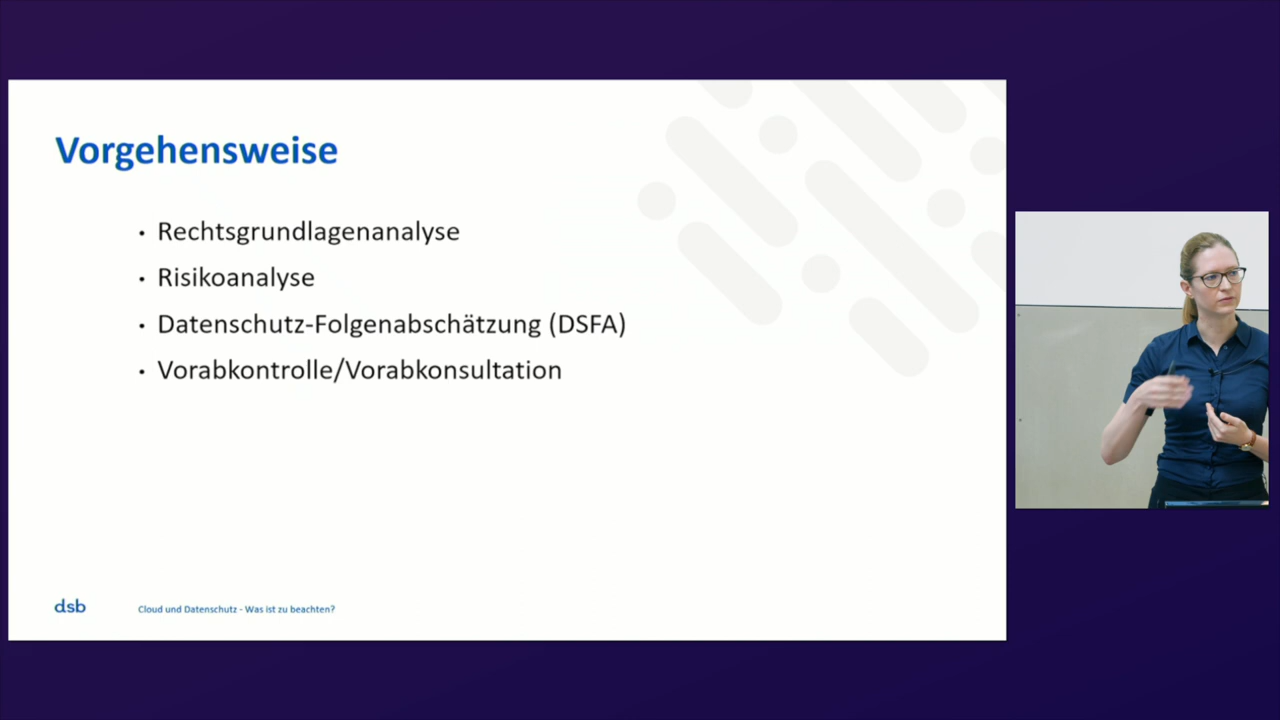 Vorgehensweise
• Rechtsgrundlagenanalyse
• Risikoanalyse
• Datenschutz-Folgenabschätzung (DSFA)
• Vorabkontrolle/Vorabkonsultation
dsb
Cloud und Datenschutz - Was ist zu beachten?